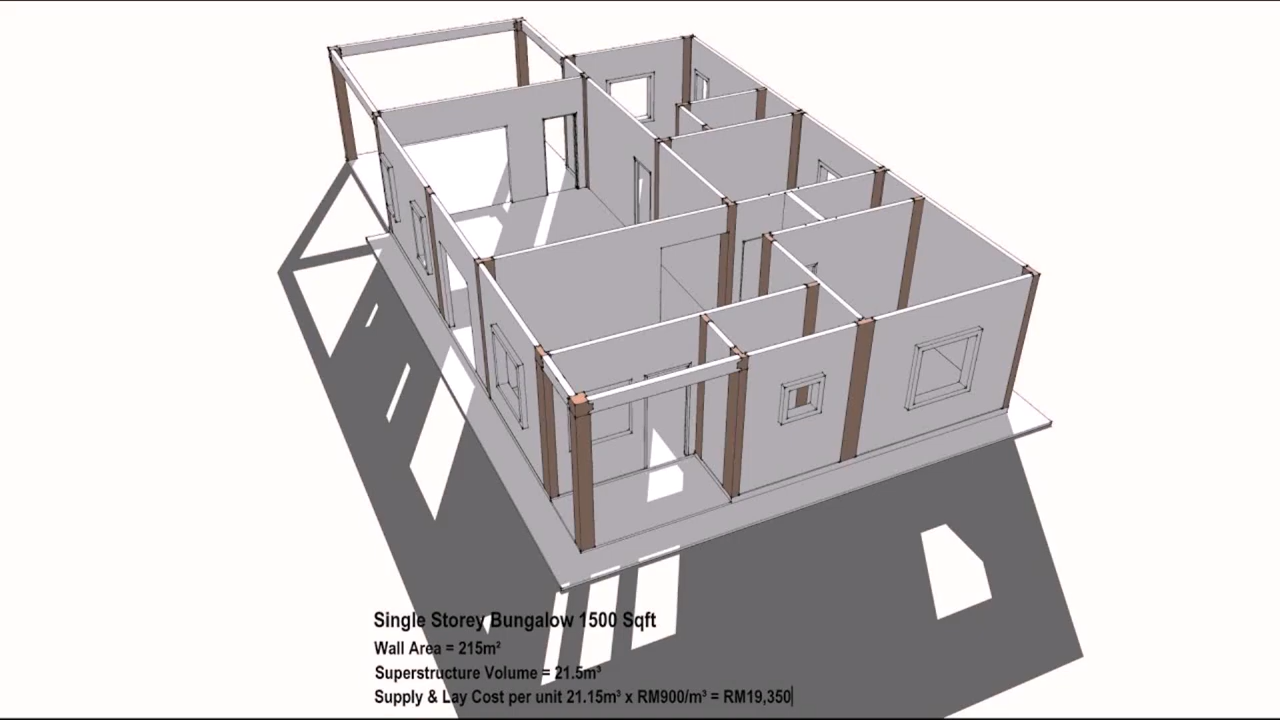 Single Storey Bungalow 1500 Sqft
Wall Area = 215m²
Superstructure Volume = 21.5m³
Supply & Lay Cost per unit 21.15m³ x RM900/m³ = RM19,350